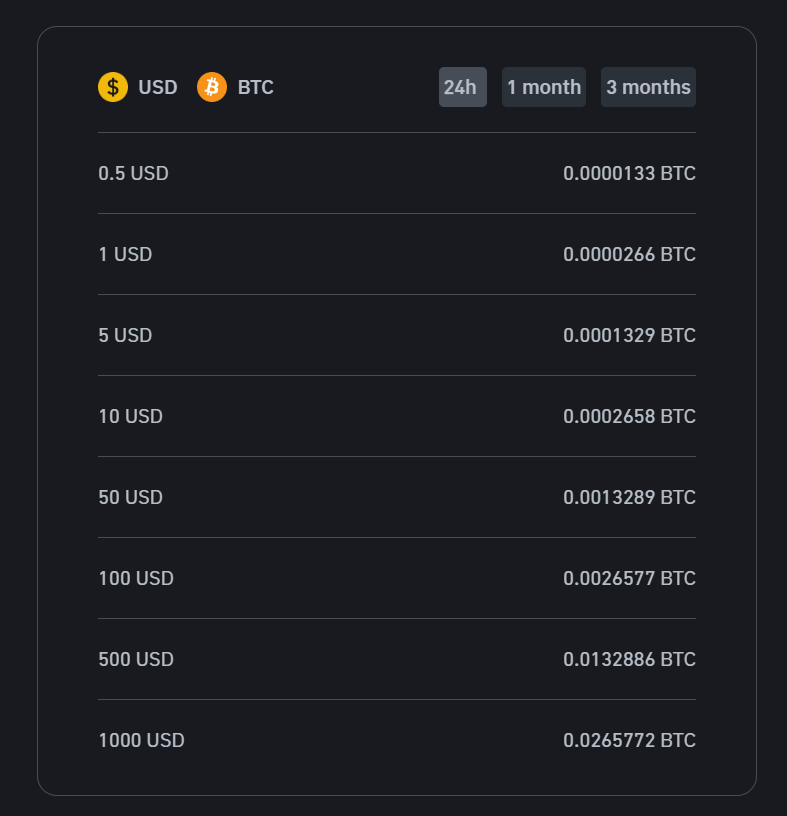 USD BTC 24h 1 month 3 months
0.5 USD 0.0000133 BTC
1 USD 0.0000266 BTC
5 USD 0.0001329 BTC
10 USD 0.0002658 BTC
50 USD 0.0013289 BTC
100 USD 0.0026577 BTC
500 USD 0.0132886 BTC
1000 USD 0.0265772 BTC